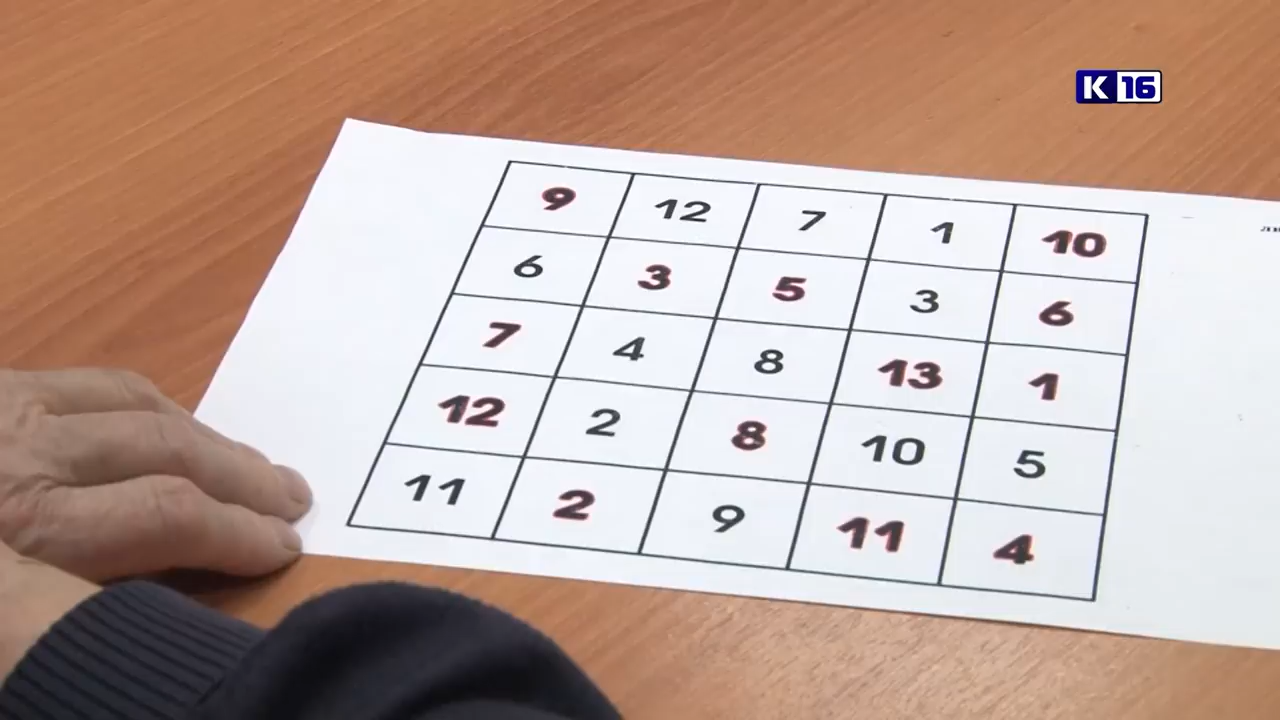 K 16
9 12 7 1 10
6 3 5 3 6
7 4 8 13 1
12 2 8 10 5
11 2 9 11 4